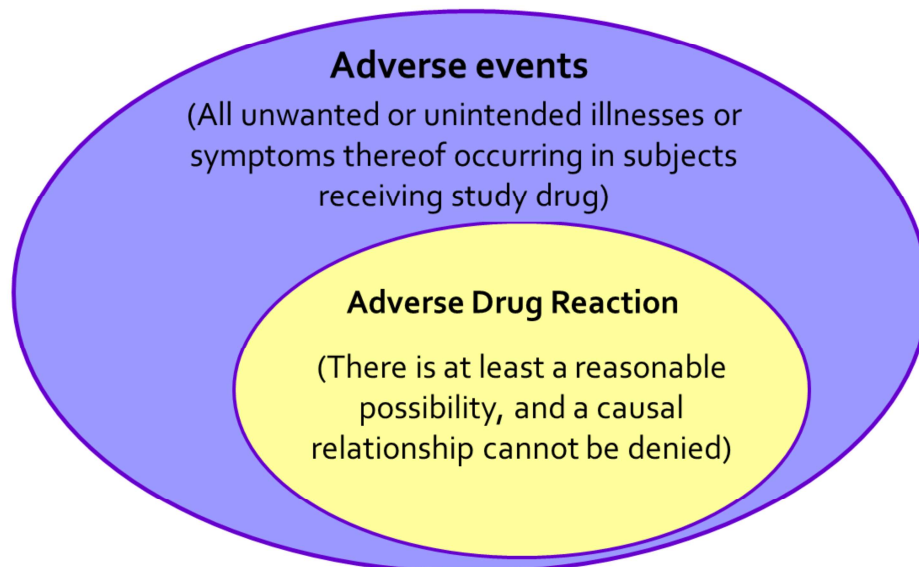 Adverse events
(All unwanted or unintended illnesses or
symptoms thereof occurring in subjects
receiving study drug)
Adverse Drug Reaction
(There is at least a reasonable
possibility, and a causal
relationship cannot be denied)